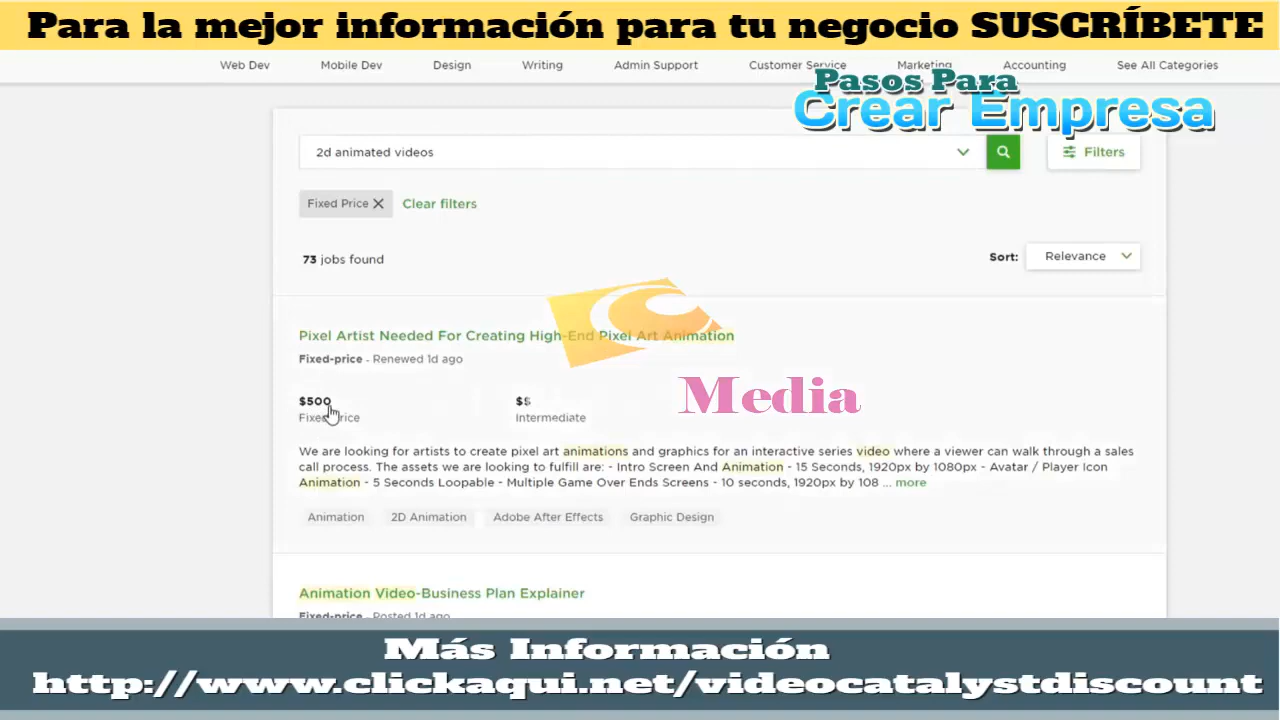 Para la mejor información para tu negocio SUSCRÍBETE
Web Dev Mobile Dev Design Writing Admin Support Customer Service Marketing Accounting See All Categories
Pasos Para
Crear Empresa
2d animated videos
Filters
Fixed Price
Clear filters
73 jobs found
Sort: Relevance
Pixel Artist Needed For Creating High-End Pixel Art Animation
Fixed-price - Renewed 1d ago
$500 $$
Fixed Price Intermediate
Media
We are looking for artists to create pixel art animations and graphics for an interactive series video where a viewer can walk through a sales
call process. The assets we are looking to fulfill are: - Intro Screen And Animation - 15 Seconds, 1920px by 1080px - Avatar / Player Icon
Animation - 5 Seconds Loopable - Multiple Game Over Ends Screens - 10 seconds, 1920px by 108 ... more
Animation 2D Animation Adobe After Effects Graphic Design
Animation Video-Business Plan Explainer
Fixed-price - Posted 1d ago
Más Información
http://www.clickaqui.net/videocatalystdiscount